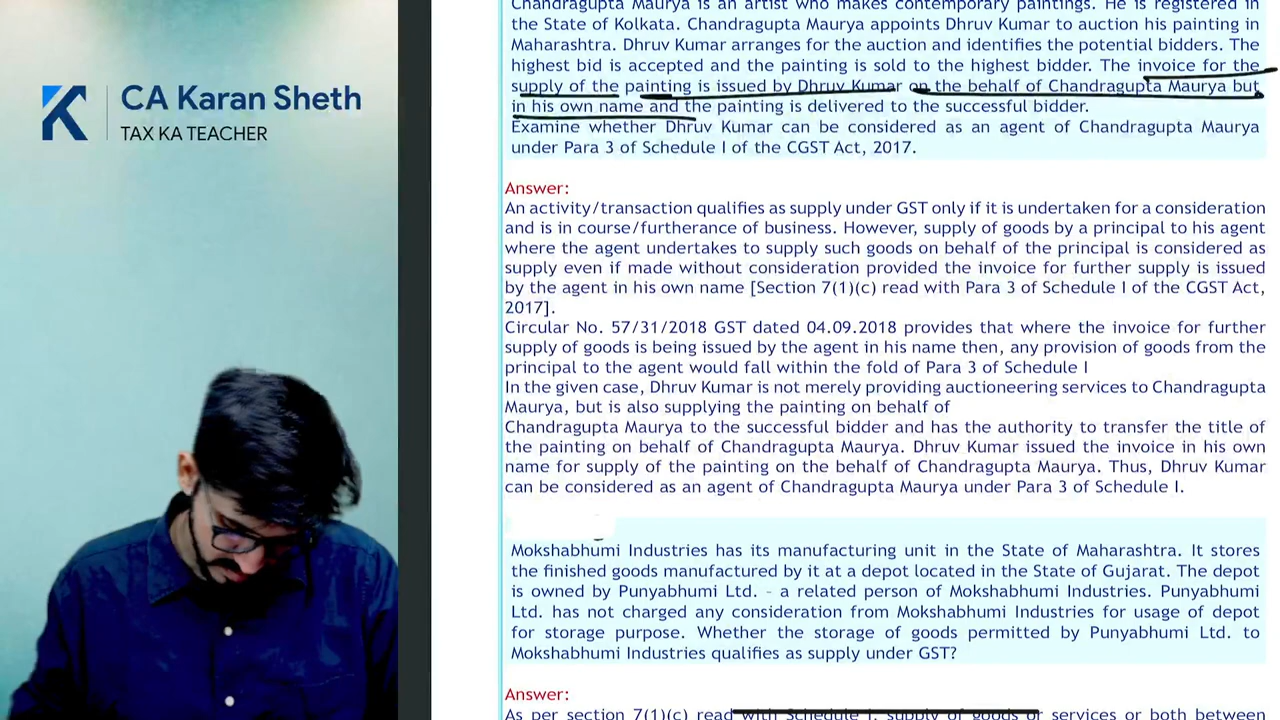 CA Karan Sheth
TAX KA TEACHER
Chandragupta Maurya is an artist who makes contemporary paintings. He is registered in
the State of Kolkata. Chandragupta Maurya appoints Dhruv Kumar to auction his painting in
Maharashtra. Dhruv Kumar arranges for the auction and identifies the potential bidders. The
highest bid is accepted and the painting is sold to the highest bidder. The invoice for the
supply of the painting is issued by Dhruv Kumar on the behalf of Chandragupta Maurya but
in his own name and the painting is delivered to the successful bidder.
Examine whether Dhruv Kumar can be considered as an agent of Chandragupta Maurya
under Para 3 of Schedule I of the CGST Act, 2017.
Answer:
An activity/transaction qualifies as supply under GST only if it is undertaken for a consideration
and is in course/furtherance of business. However, supply of goods by a principal to his agent
where the agent undertakes to supply such goods on behalf of the principal is considered as
supply even if made without consideration provided the invoice for further supply is issued
by the agent in his own name [Section 7(1)(c) read with Para 3 of Schedule I of the CGST Act,
2017].
Circular No. 57/31/2018 GST dated 04.09.2018 provides that where the invoice for further
supply of goods is being issued by the agent in his name then, any provision of goods from the
principal to the agent would fall within the fold of Para 3 of Schedule I
In the given case, Dhruv Kumar is not merely providing auctioneering services to Chandragupta
Maurya, but is also supplying the painting on behalf of
Chandragupta Maurya to the successful bidder and has the authority to transfer the title of
the painting on behalf of Chandragupta Maurya. Dhruv Kumar issued the invoice in his own
name for supply of the painting on the behalf of Chandragupta Maurya. Thus, Dhruv Kumar
can be considered as an agent of Chandragupta Maurya under Para 3 of Schedule I.
Mokshabhumi Industries has its manufacturing unit in the State of Maharashtra. It stores
the finished goods manufactured by it at a depot located in the State of Gujarat. The depot
is owned by Punyabhumi Ltd. – a related person of Mokshabhumi Industries. Punyabhumi
Ltd. has not charged any consideration from Mokshabhumi Industries for usage of depot
for storage purpose. Whether the storage of goods permitted by Punyabhumi Ltd. to
Mokshabhumi Industries qualifies as supply under GST?
Answer:
As per section 7(1)(c) read with Schedule I, supply of goods or services or both between